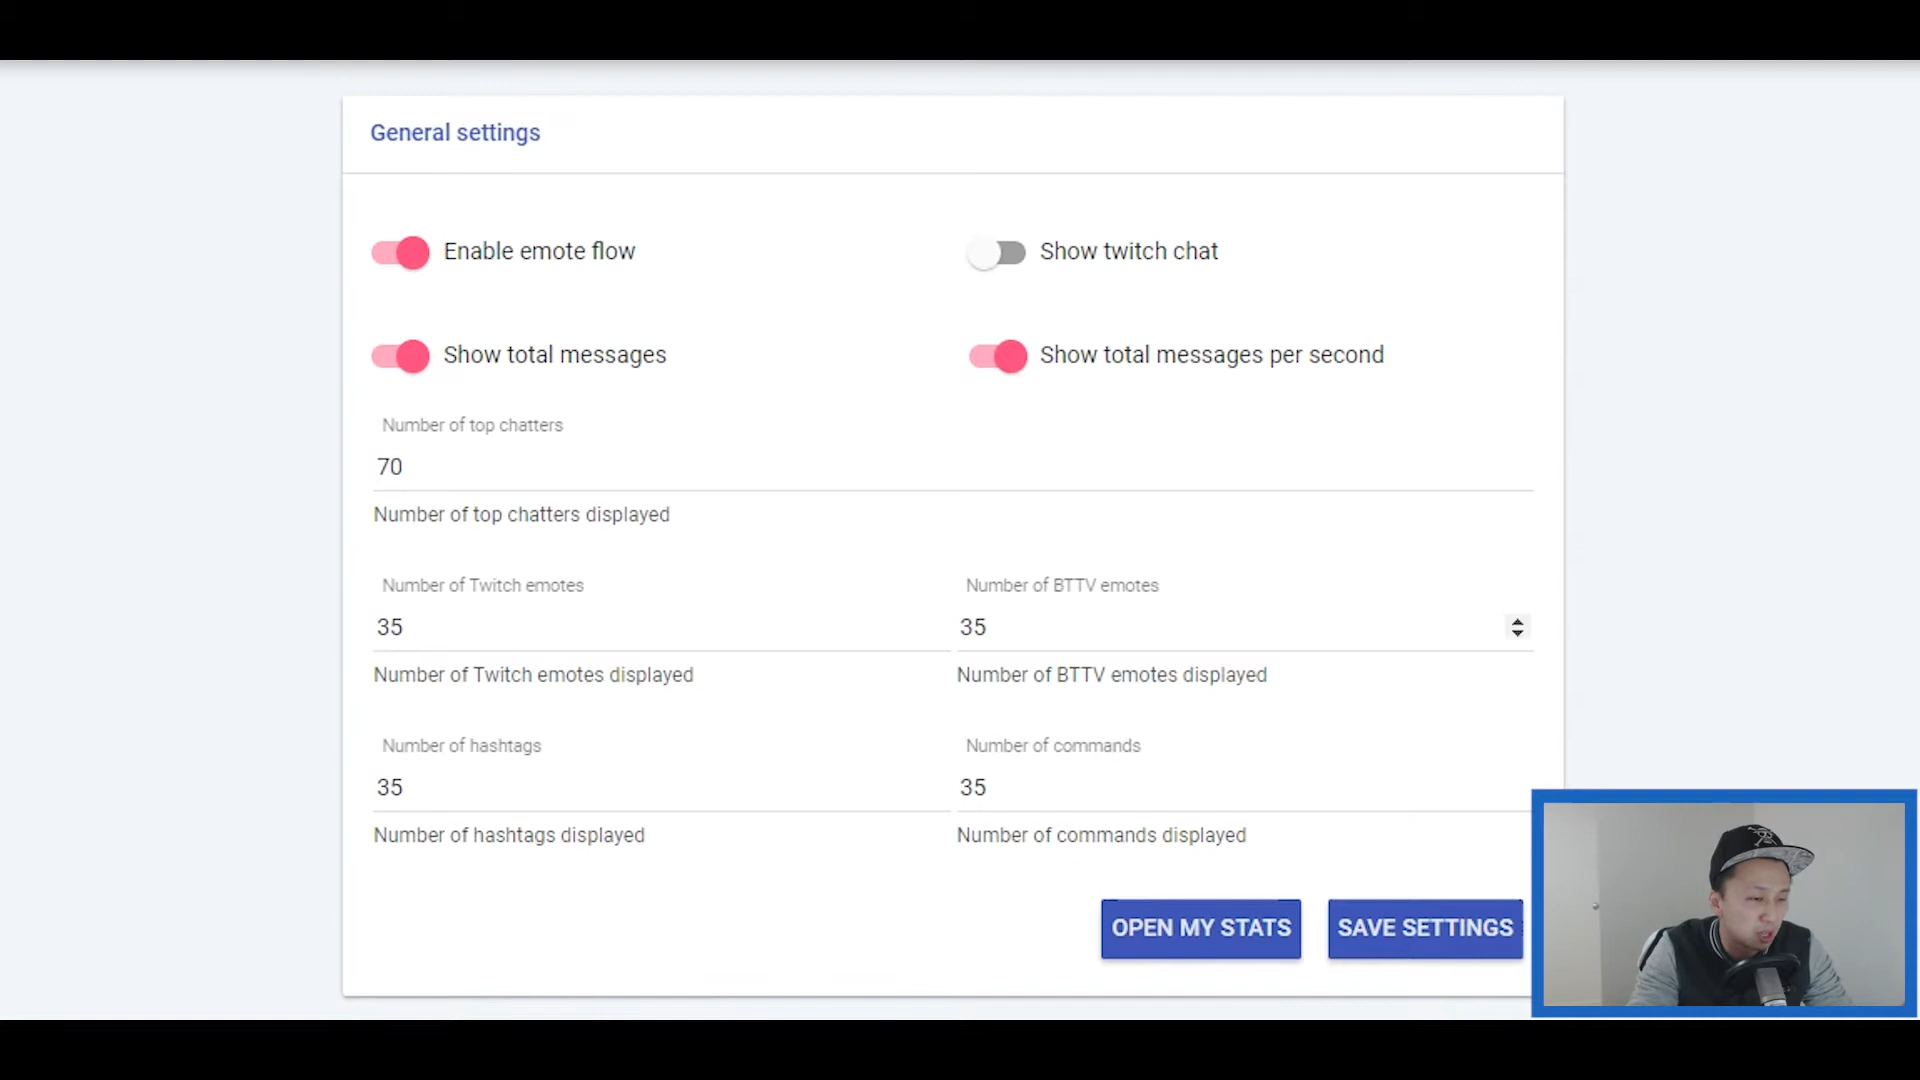 General settings
Enable emote flow
Show twitch chat
Show total messages
Show total messages per second
Number of top chatters
70
Number of top chatters displayed
Number of Twitch emotes
Number of BTTV emotes
35
35
Number of Twitch emotes displayed
Number of BTTV emotes displayed
Number of hashtags
Number of commands
35
35
Number of hashtags displayed
Number of commands displayed
OPEN MY STATS
SAVE SETTINGS